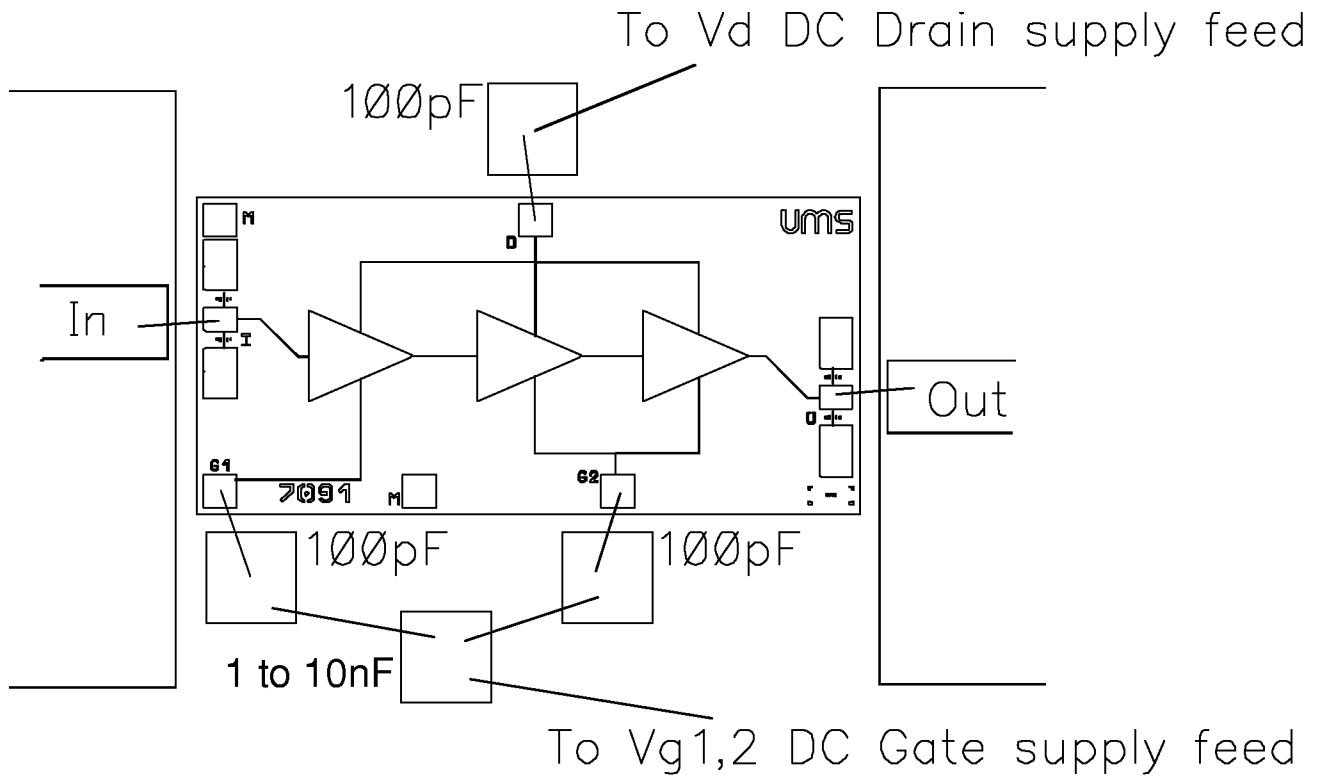 To Vd DC Drain supply feed
100pF
M
UMS
D
In
I
Out
O
G1
7091
M
G2
100pF
100pF
1 to 10nF
To Vg1,2 DC Gate supply feed